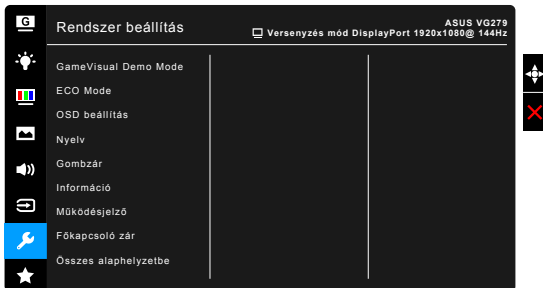 G
Rendszer beállítás
ASUS VG279
Versenyzés mód DisplayPort 1920x1080@ 144Hz
GameVisual Demo Mode
ECO Mode
OSD beállítás
Nyelv
Gombzár
Információ
Működésjelző
Főkapcsoló zár
Összes alaphelyzetbe